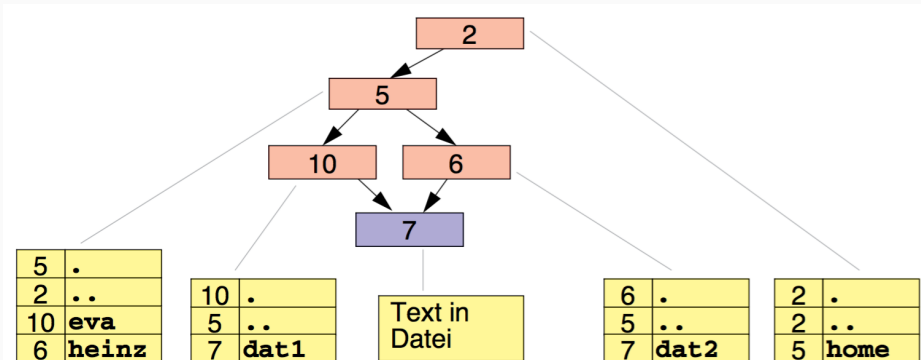 2
5
10 6
7
5 .
2 ..
10 eva
6 heinz
10 .
5 ..
7 dat1
Text in
Datei
6 .
5 ..
7 dat2
2 .
2 ..
5 home